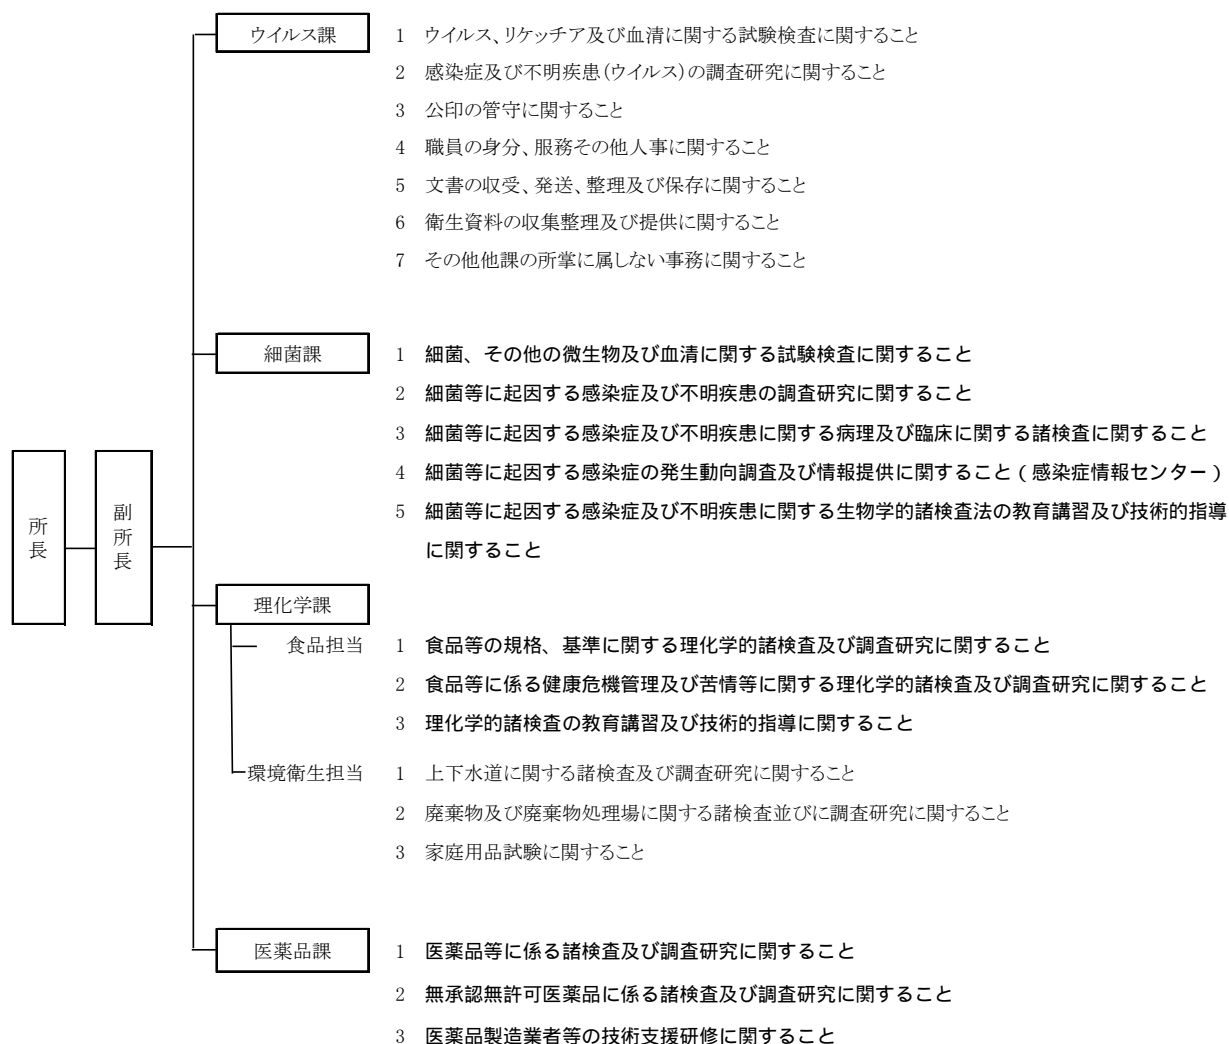 ウイルス課
1 ウイルス、リケッチア及び血清に関する試験検査に関すること
2 感染症及び不明疾患(ウイルス)の調査研究に関すること
3 公印の管守に関すること
4 職員の身分、服務その他人事に関すること
5 文書の収受、発送、整理及び保存に関すること
6 衛生資料の収集整理及び提供に関すること
7 その他他課の所掌に属しない事務に関すること
細菌課
1 細菌、その他の微生物及び血清に関する試験検査に関すること
2 細菌等に起因する感染症及び不明疾患の調査研究に関すること
3 細菌等に起因する感染症及び不明疾患に関する病理及び臨床に関する諸検査に関すること
4 細菌等に起因する感染症の発生動向調査及び情報提供に関すること(感染症情報センター)
5 細菌等に起因する感染症及び不明疾患に関する生物学的諸検査法の教育講習及び技術的指導
に関すること
所長
副所長
理化学課
食品担当
1 食品等の規格、基準に関する理化学的諸検査及び調査研究に関すること
2 食品等に係る健康危機管理及び苦情等に関する理化学的諸検査及び調査研究に関すること
3 理化学的諸検査の教育講習及び技術的指導に関すること
環境衛生担当
1 上下水道に関する諸検査及び調査研究に関すること
2 廃棄物及び廃棄物処理場に関する諸検査並びに調査研究に関すること
3 家庭用品試験に関すること
医薬品課
1 医薬品等に係る諸検査及び調査研究に関すること
2 無承認無許可医薬品に係る諸検査及び調査研究に関すること
3 医薬品製造業者等の技術支援研修に関すること